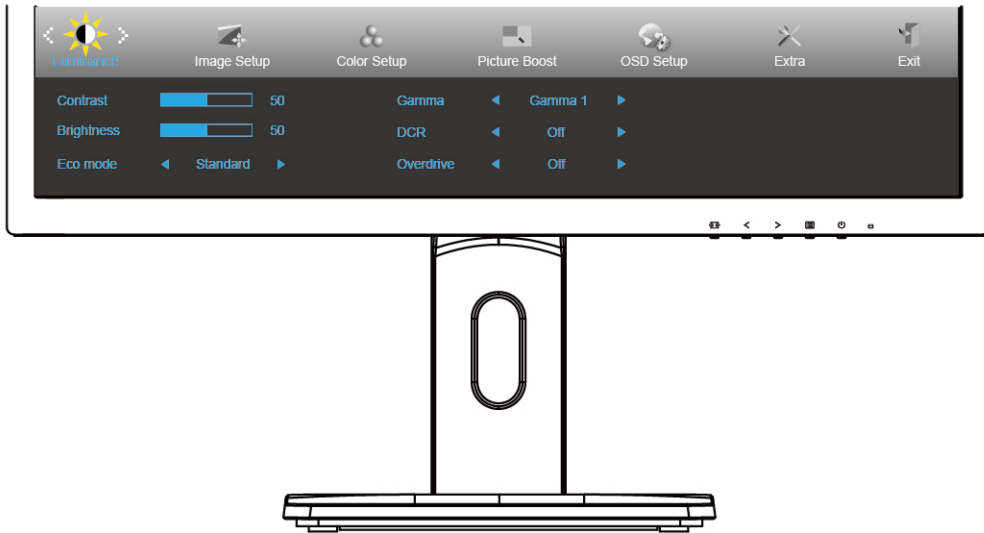 Luminance Image Setup Color Setup Picture Boost OSD Setup Extra Exit
Contrast 50 Gamma Gamma 1
Brightness 50 DCR Off
Eco mode Standard Overdrive Off